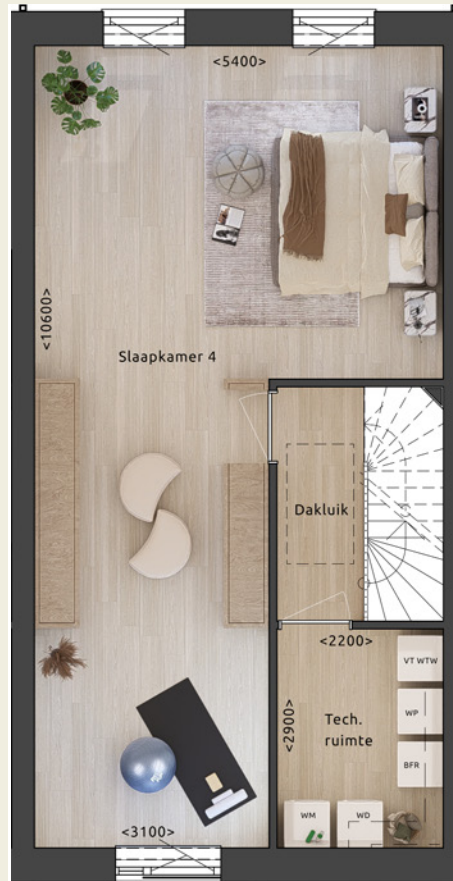 <5400>
<10600>
Slaapkamer 4
Dakluik
<2200>
VT WTW
<2900>
Tech.
ruimte
WP
BFR
WM
WD
<3100>